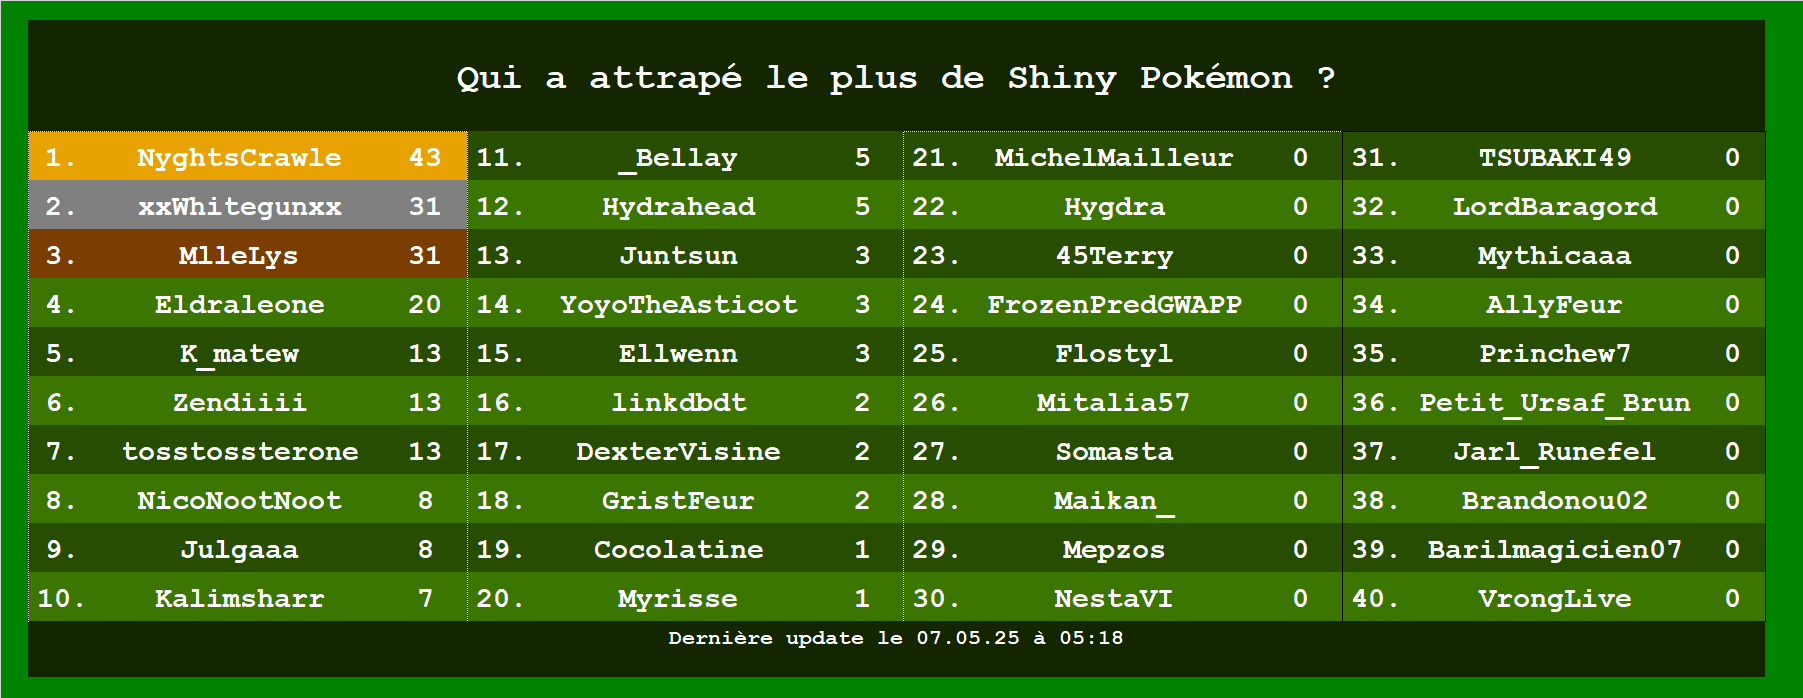 Qui a attrapé le plus de Shiny Pokémon ?
1. NyghtsCrawle 43 11. _Bellay 5 21. MichelMailleur 0 31. TSUBAKI49 0
2. xxWhitegunxx 31 12. Hydrahead 5 22. Hygdra 0 32. LordBaragord 0
3. MlleLys 31 13. Juntsun 3 23. 45Terry 0 33. Mythicaaa 0
4. Eldraleone 20 14. YoyoTheAsticot 3 24. FrozenPredGWAPP 0 34. AllyFeur 0
5. K_matew 13 15. Ellwenn 3 25. Flostyl 0 35. Princhew7 0
6. Zendiiii 13 16. linkdbdt 2 26. Mitalia57 0 36. Petit_Ursaf_Brun 0
7. tosstossterone 13 17. DexterVisine 2 27. Somasta 0 37. Jarl_Runefel 0
8. NicoNootNoot 8 18. GristFeur 2 28. Maikan_ 0 38. Brandonou02 0
9. Julgaaa 8 19. Cocolatine 1 29. Mepzos 0 39. Barilmagicien07 0
10. Kalimsharr 7 20. Myrisse 1 30. NestaVI 0 40. VrongLive 0
Dernière update le 07.05.25 à 05:18